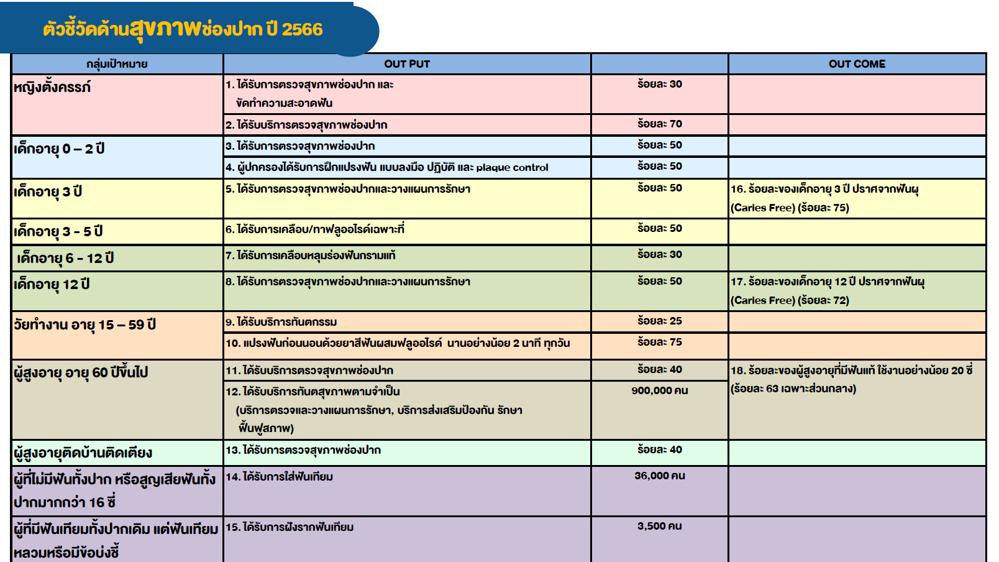 ตัวชี้วัดด้านสุขภาพช่องปาก ปี 2566
กลุ่มเป้าหมาย OUT PUT OUT COME
หญิงตั้งครรภ์ 1. ได้รับการตรวจสุขภาพช่องปาก และ ร้อยละ 30
ขัดทำความสะอาดฟัน
2. ได้รับบริการตรวจสุขภาพช่องปาก ร้อยละ 70
เด็กอายุ 0 – 2 ปี 3. ได้รับการตรวจสุขภาพช่องปาก ร้อยละ 50
4. ผู้ปกครองได้รับการฝึกแปรงฟัน แบบลงมือ ปฏิบัติ และ plaque control ร้อยละ 50
เด็กอายุ 3 ปี 5. ได้รับการตรวจสุขภาพช่องปากและวางแผนการรักษา ร้อยละ 50 16. ร้อยละของเด็กอายุ 3 ปี ปราศจากฟันผุ
(Caries Free) (ร้อยละ 75)
เด็กอายุ 3 - 5 ปี 6. ได้รับการเคลือบ/ทาฟลูออไรด์เฉพาะที่ ร้อยละ 50
เด็กอายุ 6 - 12 ปี 7. ได้รับการเคลือบหลุมร่องฟันกรามแท้ ร้อยละ 30
เด็กอายุ 12 ปี 8. ได้รับการตรวจสุขภาพช่องปากและวางแผนการรักษา ร้อยละ 50 17. ร้อยละของเด็กอายุ 12 ปี ปราศจากฟันผุ
(Caries Free) (ร้อยละ 72)
วัยทำงาน อายุ 15 – 59 ปี 9. ได้รับบริการทันตกรรม ร้อยละ 25
10. แปรงฟันก่อนนอนด้วยยาสีฟันผสมฟลูออไรด์ นานอย่างน้อย 2 นาที ทุกวัน ร้อยละ 75
ผู้สูงอายุ อายุ 60 ปีขึ้นไป 11. ได้รับบริการตรวจสุขภาพช่องปาก ร้อยละ 40 18. ร้อยละของผู้สูงอายุที่มีฟันแท้ ใช้งานอย่างน้อย 20 ซี่
12. ได้รับบริการทันตสุขภาพตามจำเป็น 900,000 คน (ร้อยละ 63 เฉพาะส่วนกลาง)
(บริการตรวจและวางแผนการรักษา, บริการส่งเสริมป้องกัน รักษา
ฟื้นฟูสภาพ)
ผู้สูงอายุติดบ้านติดเตียง 13. ได้รับการตรวจสุขภาพช่องปาก ร้อยละ 40
ผู้ที่ไม่มีฟันทั้งปาก หรือสูญเสียฟันทั้ง 14. ได้รับการใส่ฟันเทียม 36,000 คน
ปากมากกว่า 16 ซี่
ผู้ที่มีฟันเทียมทั้งปากเดิม แต่ฟันเทียม 15. ได้รับการฝังรากฟันเทียม 3,500 คน
หลวมหรือมีข้อบ่งชี้